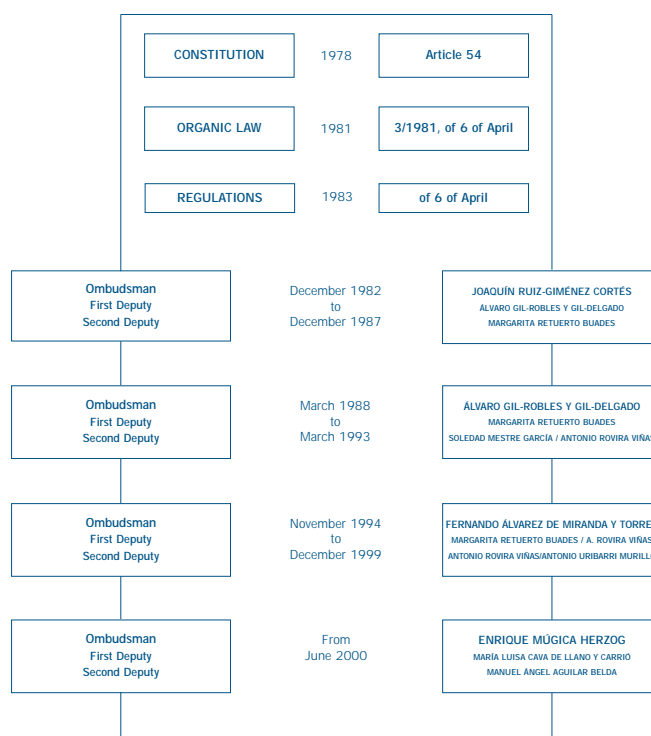 CONSTITUTION 1978 Article 54
ORGANIC LAW 1981 3/1981, of 6 of April
REGULATIONS 1983 of 6 of April
Ombudsman
First Deputy
Second Deputy
December 1982
to
December 1987
JOAQUÍN RUIZ-GIMÉNEZ CORTÉS
ÁLVARO GIL-ROBLES Y GIL-DELGADO
MARGARITA RETUERTO BUADES
Ombudsman
First Deputy
Second Deputy
March 1988
to
March 1993
ÁLVARO GIL-ROBLES Y GIL-DELGADO
MARGARITA RETUERTO BUADES
SOLEDAD MESTRE GARCÍA / ANTONIO ROVIRA VIÑAS
Ombudsman
First Deputy
Second Deputy
November 1994
to
December 1999
FERNANDO ÁLVAREZ DE MIRANDA Y TORRE
MARGARITA RETUERTO BUADES / A. ROVIRA VIÑAS
ANTONIO ROVIRA VIÑAS/ANTONIO URIBARRI MURILLO
Ombudsman
First Deputy
Second Deputy
From
June 2000
ENRIQUE MÚGICA HERZOG
MARÍA LUISA CAVA DE LLANO Y CARRIÓ
MANUEL ÁNGEL AGUILAR BELDA